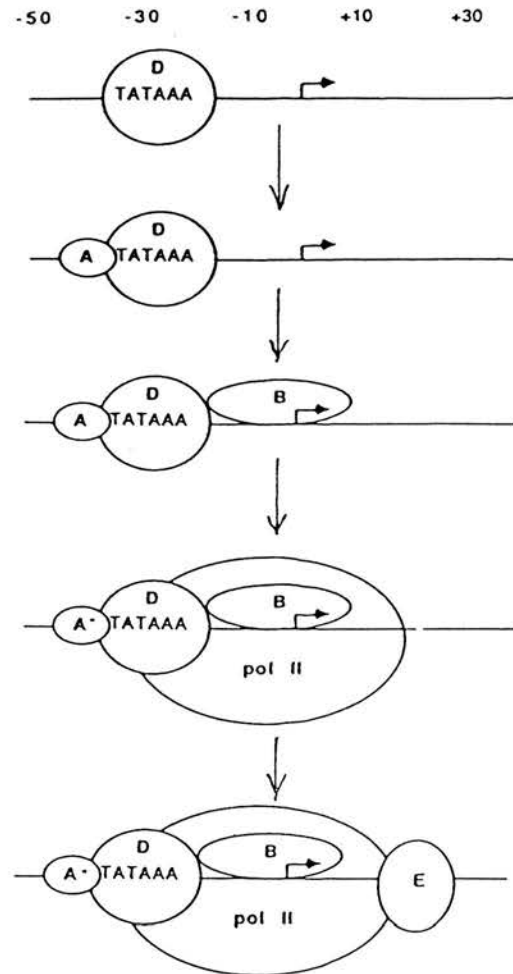 -50 -30 -10 +10 +30
D
TATAAA
D
A TATAAA
D B
A TATAAA
D B
A* TATAAA
pol II
D B
A* TATAAA E
pol II